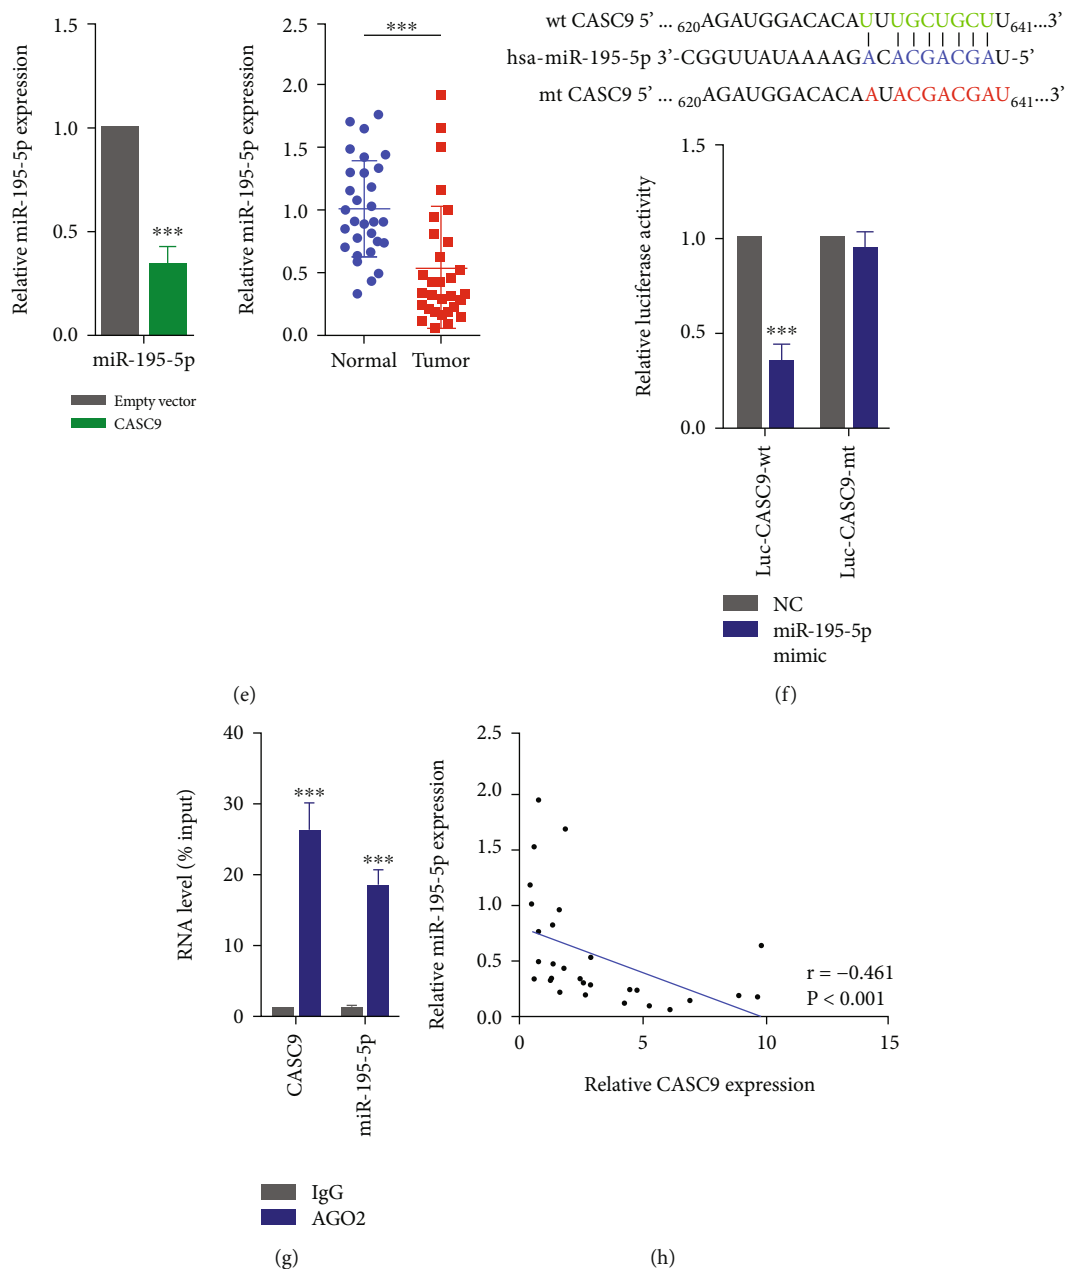 Relative miR-195-5p expression
1.5
1.0
0.5
0.0
***
miR-195-5p
Empty vector
CASC9
Relative miR-195-5p expression
2.5
2.0
1.5
1.0
0.5
0.0
***
Normal
Tumor
(e)
wt CASC9 5’ ... 620AGAUGGACACAUUUGCUGCUU641...3’
hsa-miR-195-5p 3’-CGGUUAUAAAAGACACGACGAU-5’
mt CASC9 5’ ... 620AGAUGGACACAAUACGACGAU641...3’
Relative luciferase activity
1.5
1.0
0.5
0.0
***
Luc-CASC9-wt
Luc-CASC9-mt
NC
miR-195-5p
mimic
(f)
RNA level (% input)
40
30
20
10
0
***
***
CASC9
miR-195-5p
IgG
AGO2
(g)
Relative miR-195-5p expression
2.5
2.0
1.5
1.0
0.5
0.0
0
5
10
15
r = −0.461
P < 0.001
Relative CASC9 expression
(h)